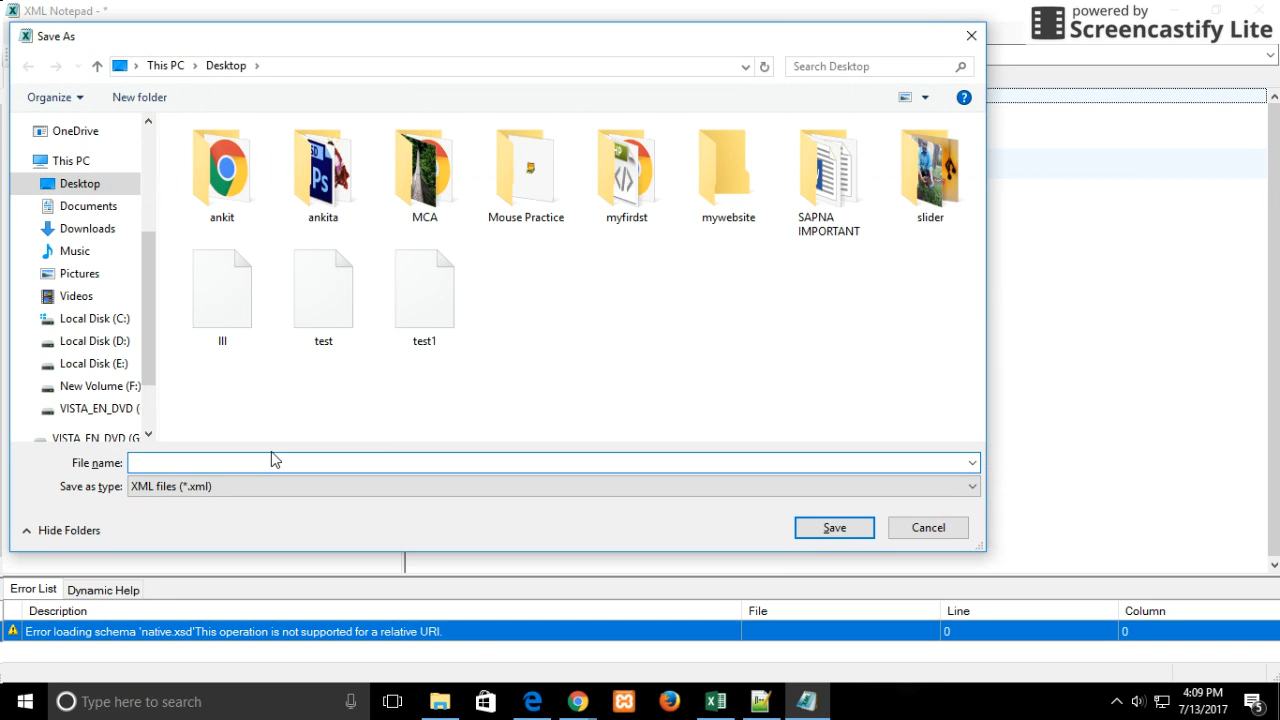 XML Notepad - *
powered by
Screencastify Lite
Save As
This PC
Desktop
Search Desktop
Organize
New folder
OneDrive
This PC
Desktop
Documents
Downloads
Music
Pictures
Videos
Local Disk (C:)
Local Disk (D:)
Local Disk (E:)
New Volume (F:)
VISTA_EN_DVD (
VISTA_EN_DVD (G
ankit
ankita
MCA
Mouse Practice
myfirdst
mywebsite
SAPNA
IMPORTANT
slider
lll
test
test1
File name:
Save as type: XML files (*.xml)
Hide Folders
Save
Cancel
Error List
Dynamic Help
Description File Line Column
Error loading schema 'native.xsd'This operation is not supported for a relative URI. 0 0
Type here to search
4:09 PM
7/13/2017
5